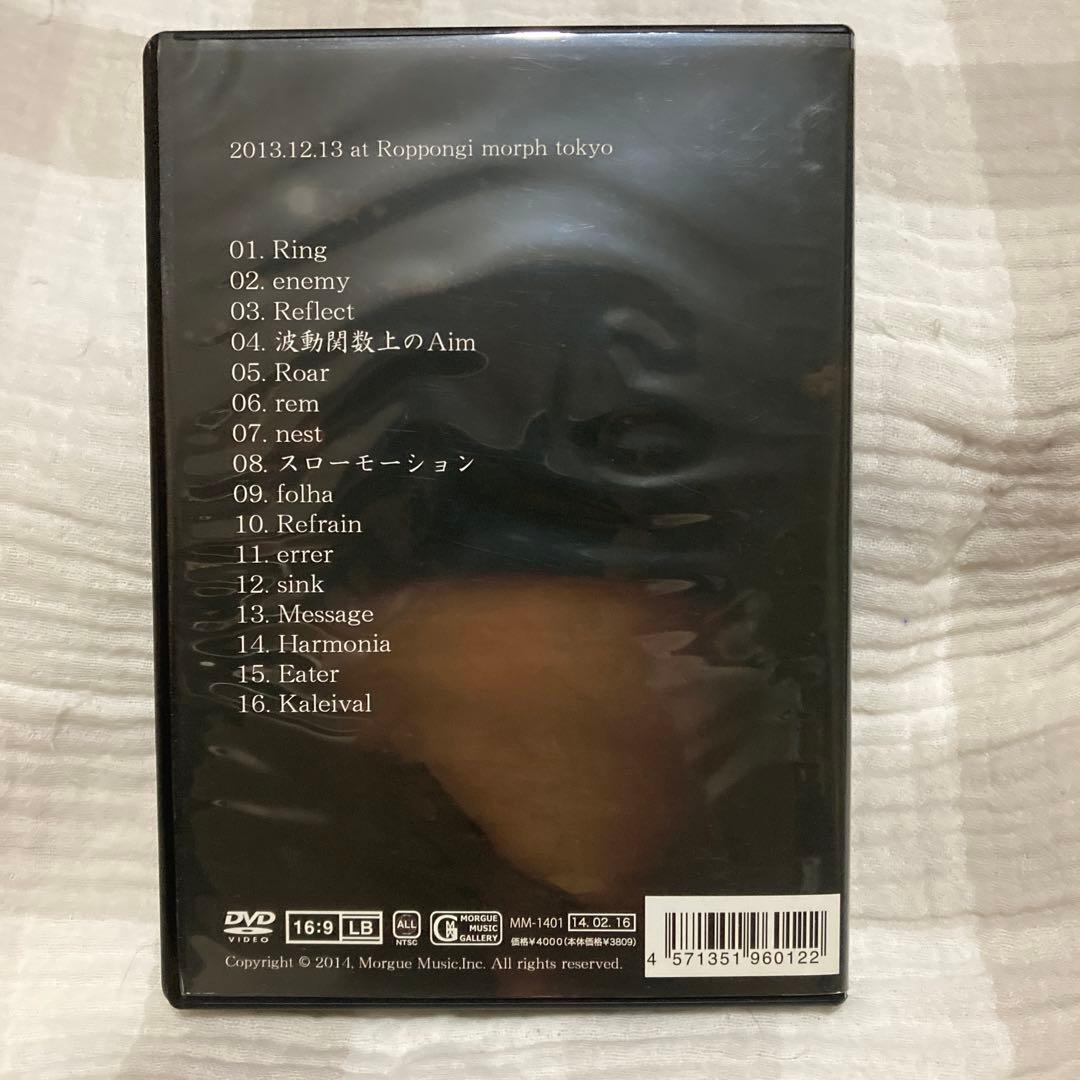 2013.12.13 at Roppongi morph tokyo
01. Ring
02. enemy
03. Reflect
04. 波動関数上のAim
05. Roar
06. rem
07. nest
08. スローモーション
09. folha
10. Refrain
11. errer
12. sink
13. Message
14. Harmonia
15. Eater
16. Kaleival
DVD VIDEO
16:9 LB
ALL NTSC
MORGUE MUSIC GALLERY
MM-1401 14. 02. 16
価格¥4000(本体価格¥3809)
Copyright © 2014, Morgue Music,Inc. All rights reserved.
4 571351 960122